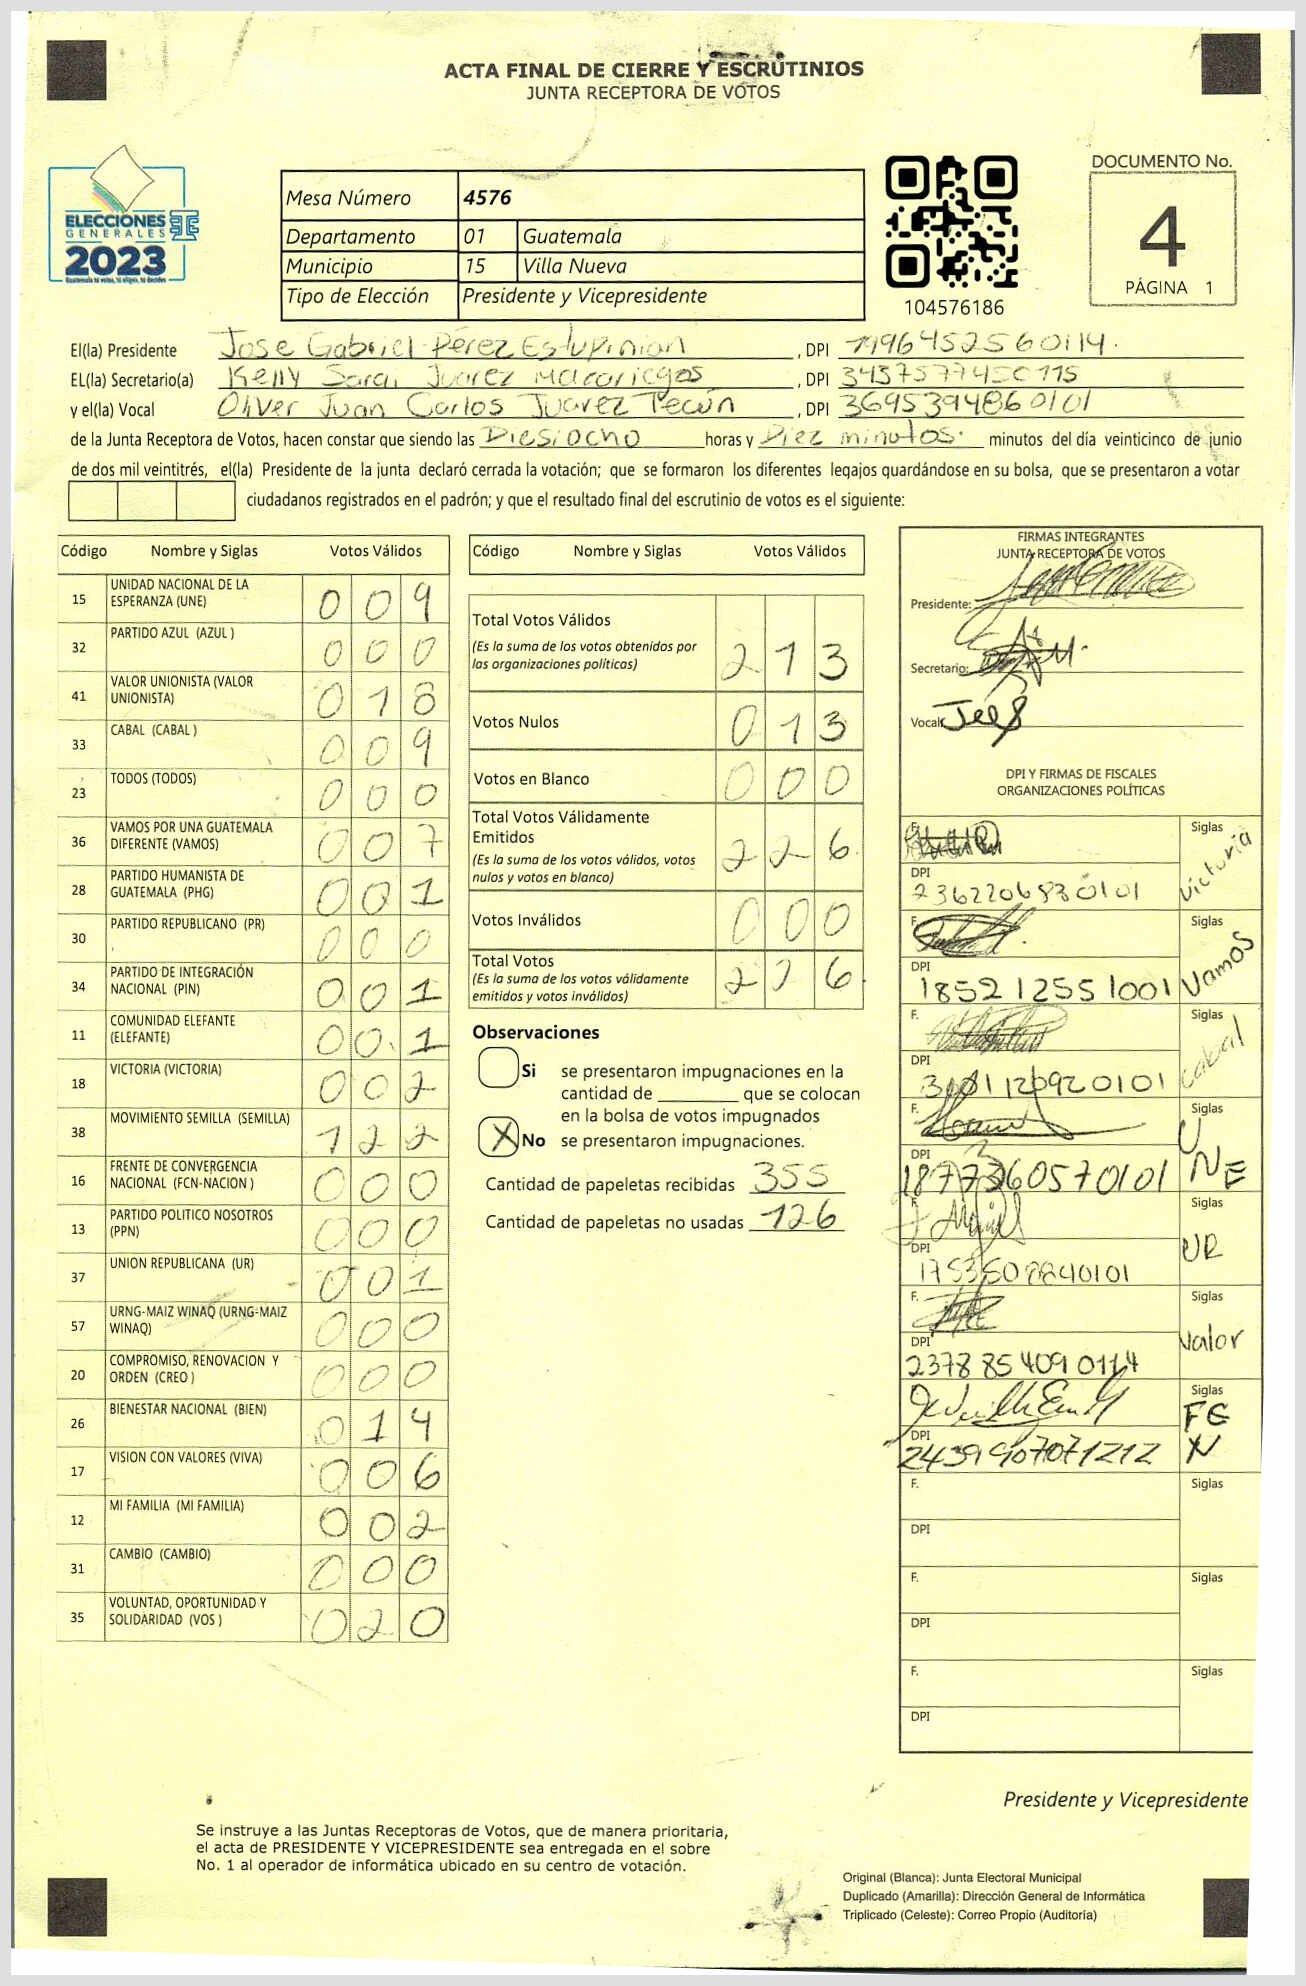 ACTA FINAL DE CIERRE Y ESCRUTINIOS
JUNTA RECEPTORA DE VOTOS
ELECCIONES
GENERALES
2023
Guatemala tú votas, tú eliges, tú decides
Mesa Número 4576
Departamento 01 Guatemala
Municipio 15 Villa Nueva
Tipo de Elección Presidente y Vicepresidente
104576186
DOCUMENTO No.
4
PÁGINA 1
El(la) Presidente Jose Gabriel Pérez Estupinian, DPI 1996452560114.
EL(la) Secretario(a) Kelly Sarai Juarez Macariegos, DPI 3437577450115
y el(la) Vocal Oliver Juan Carlos Juarez Tecún, DPI 3695394860101
de la Junta Receptora de Votos, hacen constar que siendo las Diesiocho horas y Diez minutos. minutos del día veinticinco de junio
de dos mil veintitrés, el(la) Presidente de la junta declaró cerrada la votación; que se formaron los diferentes legajos guardándose en su bolsa, que se presentaron a votar
ciudadanos registrados en el padrón; y que el resultado final del escrutinio de votos es el siguiente:
Código Nombre y Siglas Votos Válidos
15 UNIDAD NACIONAL DE LA ESPERANZA (UNE) 0 0 9
32 PARTIDO AZUL (AZUL ) 0 0 0
41 VALOR UNIONISTA (VALOR UNIONISTA) 0 1 8
33 CABAL (CABAL ) 0 0 9
23 TODOS (TODOS) 0 0 0
36 VAMOS POR UNA GUATEMALA DIFERENTE (VAMOS) 0 0 7
28 PARTIDO HUMANISTA DE GUATEMALA (PHG) 0 0 1
30 PARTIDO REPUBLICANO (PR) 0 0 0
34 PARTIDO DE INTEGRACIÓN NACIONAL (PIN) 0 0 1
11 COMUNIDAD ELEFANTE (ELEFANTE) 0 0 1
18 VICTORIA (VICTORIA) 0 0 2
38 MOVIMIENTO SEMILLA (SEMILLA) 1 2 2
16 FRENTE DE CONVERGENCIA NACIONAL (FCN-NACION ) 0 0 0
13 PARTIDO POLITICO NOSOTROS (PPN) 0 0 0
37 UNION REPUBLICANA (UR) 0 0 1
57 URNG-MAIZ WINAQ (URNG-MAIZ WINAQ) 0 0 0
20 COMPROMISO, RENOVACION Y ORDEN (CREO ) 0 0 0
26 BIENESTAR NACIONAL (BIEN) 0 1 4
17 VISION CON VALORES (VIVA) 0 0 6
12 MI FAMILIA (MI FAMILIA) 0 0 2
31 CAMBIO (CAMBIO) 0 0 0
35 VOLUNTAD, OPORTUNIDAD Y SOLIDARIDAD (VOS ) 0 2 0
Código Nombre y Siglas Votos Válidos
Total Votos Válidos
(Es la suma de los votos obtenidos por
las organizaciones políticas) 2 1 3
Votos Nulos 0 1 3
Votos en Blanco 0 0 0
Total Votos Válidamente
Emitidos
(Es la suma de los votos válidos, votos
nulos y votos en blanco) 2 2 6
Votos Inválidos 0 0 0
Total Votos
(Es la suma de los votos válidamente
emitidos y votos inválidos) 2 2 6
Observaciones
Si se presentaron impugnaciones en la
cantidad de ________ que se colocan
en la bolsa de votos impugnados
X No se presentaron impugnaciones.
Cantidad de papeletas recibidas 355
Cantidad de papeletas no usadas 126
FIRMAS INTEGRANTES
JUNTA RECEPTORA DE VOTOS
Presidente:
Secretario:
Vocal:
DPI Y FIRMAS DE FISCALES
ORGANIZACIONES POLÍTICAS
F. Siglas Victoria
DPI 2362206830101
F. Siglas Vamos
DPI 185212551001
F. Siglas Cabal
DPI
F. Siglas UNE
DPI
F. Siglas UR
DPI 1753508840101
F. Siglas Valor
DPI 2378854090114
Siglas
DPI 2439907071212
F. Siglas
DPI
F. Siglas
DPI
F. Siglas
DPI
Presidente y Vicepresidente
Se instruye a las Juntas Receptoras de Votos, que de manera prioritaria,
el acta de PRESIDENTE Y VICEPRESIDENTE sea entregada en el sobre
No. 1 al operador de informática ubicado en su centro de votación.
Original (Blanca): Junta Electoral Municipal
Duplicado (Amarilla): Dirección General de Informática
Triplicado (Celeste): Correo Propio (Auditoría)